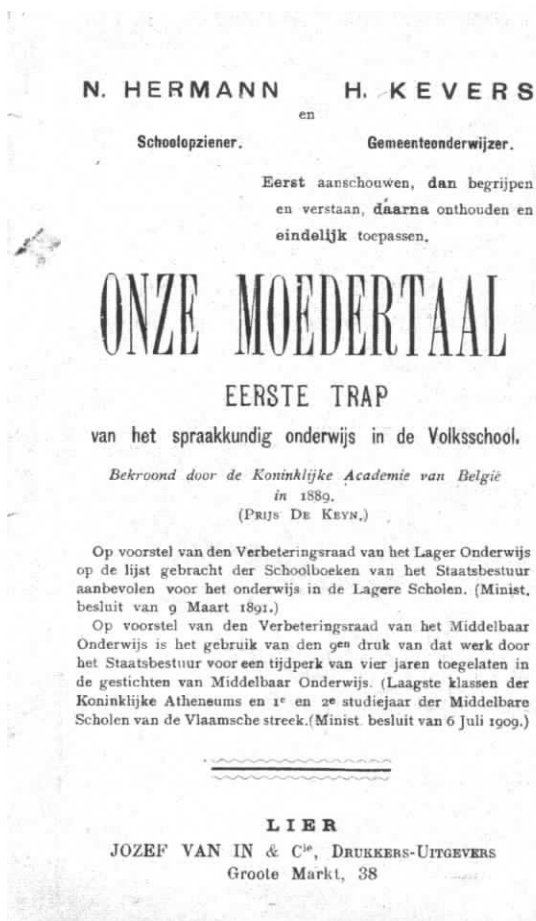 N. HERMANN H. KEVERS
en
Schoolopziener. Gemeenteonderwijzer.
Eerst aanschouwen, dan begrijpen
en verstaan, daarna onthouden en
eindelijk toepassen.
ONZE MOEDERTAAL
EERSTE TRAP
van het spraakkundig onderwijs in de Volksschool.
Bekroond door de Koninklijke Academie van België
in 1889.
(PRIJS DE KEYN.)
Op voorstel van den Verbeteringsraad van het Lager Onderwijs
op de lijst gebracht der Schoolboeken van het Staatsbestuur
aanbevolen voor het onderwijs in de Lagere Scholen. (Minist.
besluit van 9 Maart 1891.)
Op voorstel van den Verbeteringsraad van het Middelbaar
Onderwijs is het gebruik van den 9en druk van dat werk door
het Staatsbestuur voor een tijdperk van vier jaren toegelaten in
de gestichten van Middelbaar Onderwijs. (Laagste klassen der
Koninklijke Atheneums en 1e en 2e studiejaar der Middelbare
Scholen van de Vlaamsche streek.(Minist. besluit van 6 Juli 1909.)
LIER
JOZEF VAN IN & Cie, DRUKKERS-UITGEVERS
Groote Markt, 38